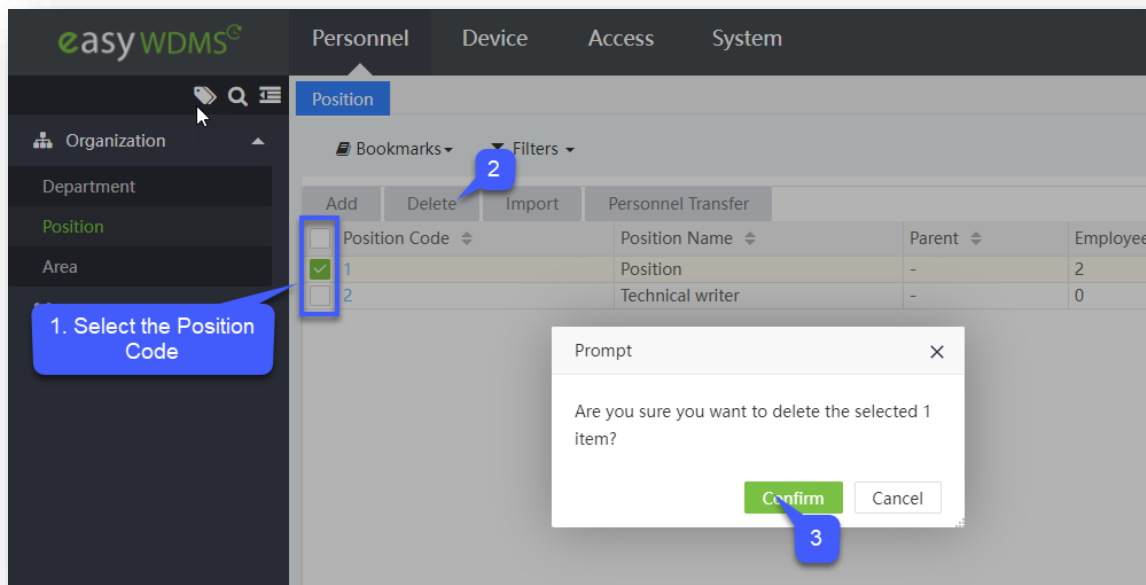 easy WDMS
Personnel Device Access System
Position
Organization
Bookmarks Filters
2
Department
Add Delete Import Personnel Transfer
Position
Position Code Position Name Parent Employee
Area
1 Position - 2
2 Technical writer - 0
1. Select the Position
Code
Prompt
Are you sure you want to delete the selected 1
item?
Confirm Cancel
3